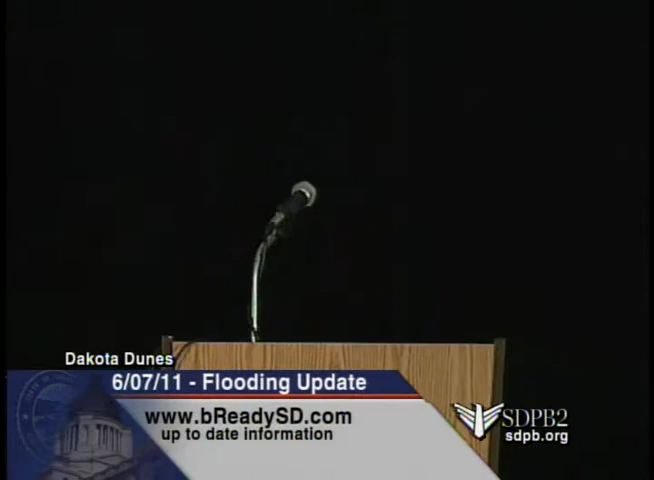 Dakota Dunes
6/07/11 - Flooding Update
www.bReadySD.com
up to date information
SDPB2
sdpb.org